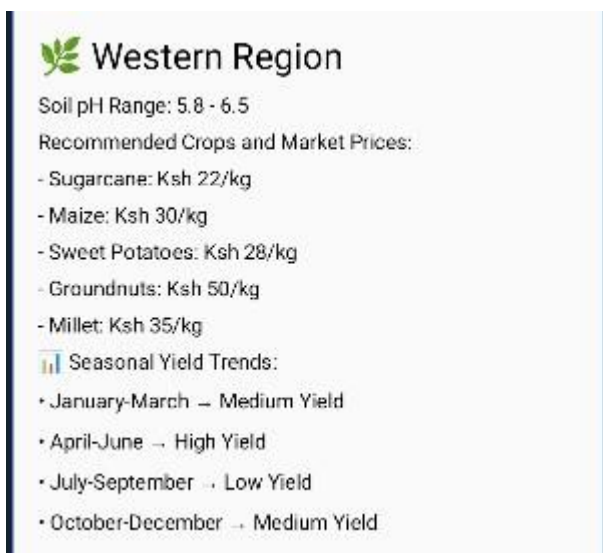 🌿 Western Region
Soil pH Range: 5.8 - 6.5
Recommended Crops and Market Prices:
- Sugarcane: Ksh 22/kg
- Maize: Ksh 30/kg
- Sweet Potatoes: Ksh 28/kg
- Groundnuts: Ksh 50/kg
- Millet: Ksh 35/kg
📊 Seasonal Yield Trends:
• January-March → Medium Yield
• April-June → High Yield
• July-September → Low Yield
• October-December → Medium Yield